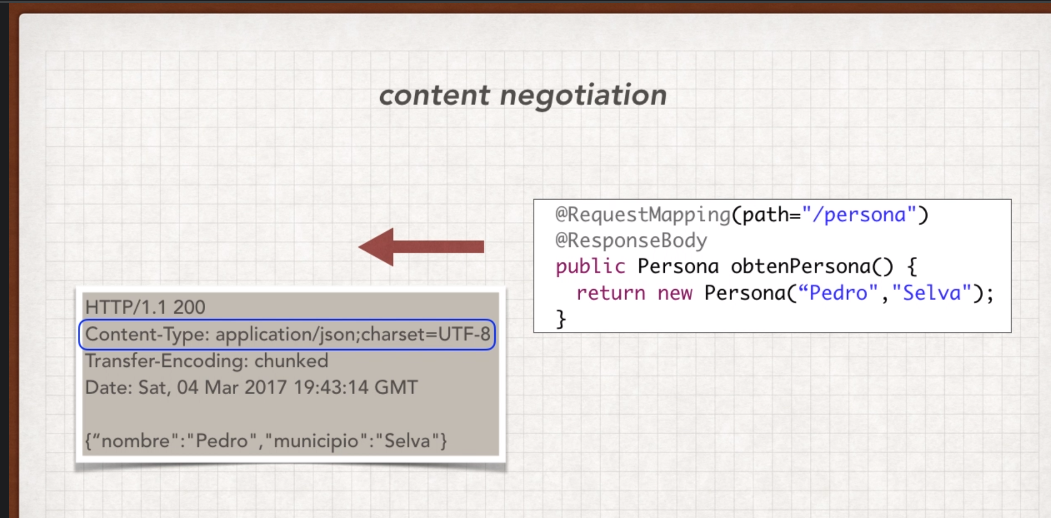 content negotiation
@RequestMapping(path="/persona")
@ResponseBody
public Persona obtenPersona() {
return new Persona(“Pedro","Selva");
}
HTTP/1.1 200
Content-Type: application/json;charset=UTF-8
Transfer-Encoding: chunked
Date: Sat, 04 Mar 2017 19:43:14 GMT
{“nombre":"Pedro","municipio":"Selva"}